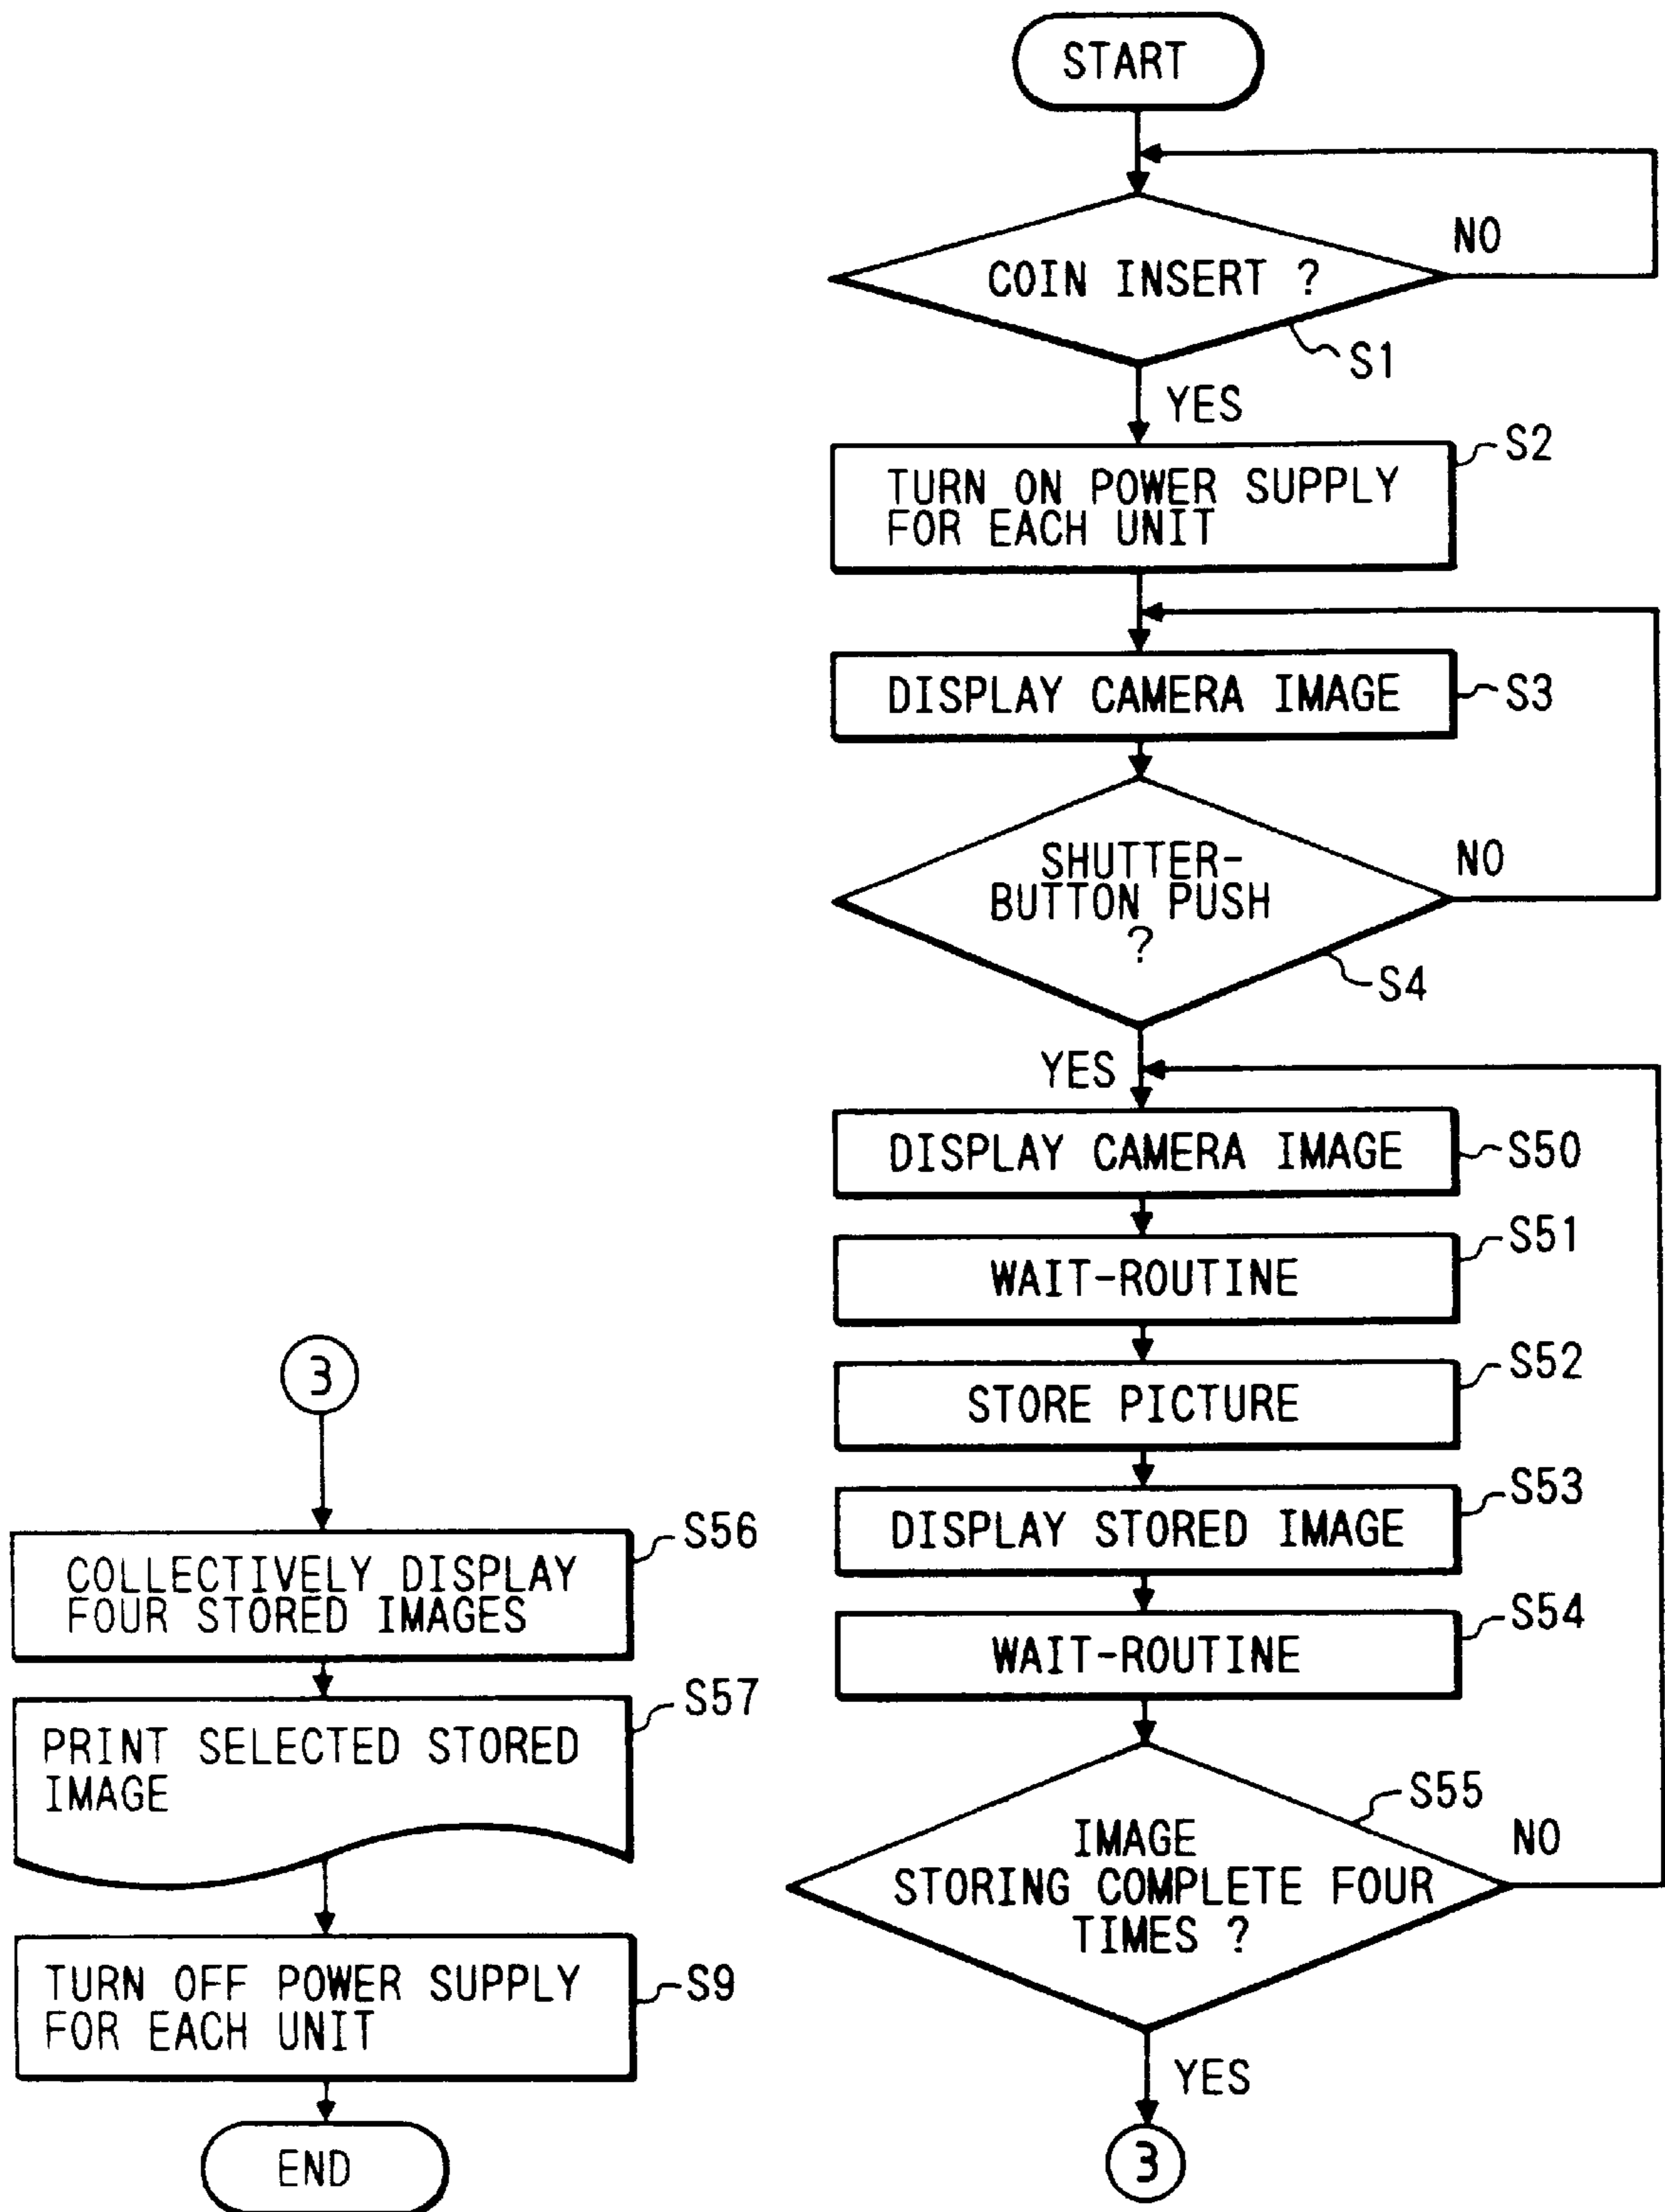 START
COIN INSERT ?
NO
S1
YES
S2
TURN ON POWER SUPPLY
FOR EACH UNIT
DISPLAY CAMERA IMAGE
S3
SHUTTER-
BUTTON PUSH
?
NO
S4
YES
DISPLAY CAMERA IMAGE
S50
S51
WAIT-ROUTINE
S52
STORE PICTURE
S53
DISPLAY STORED IMAGE
S54
WAIT-ROUTINE
S55
IMAGE
STORING COMPLETE FOUR
TIMES ?
NO
YES
3
3
S56
COLLECTIVELY DISPLAY
FOUR STORED IMAGES
S57
PRINT SELECTED STORED
IMAGE
TURN OFF POWER SUPPLY
FOR EACH UNIT
S9
END